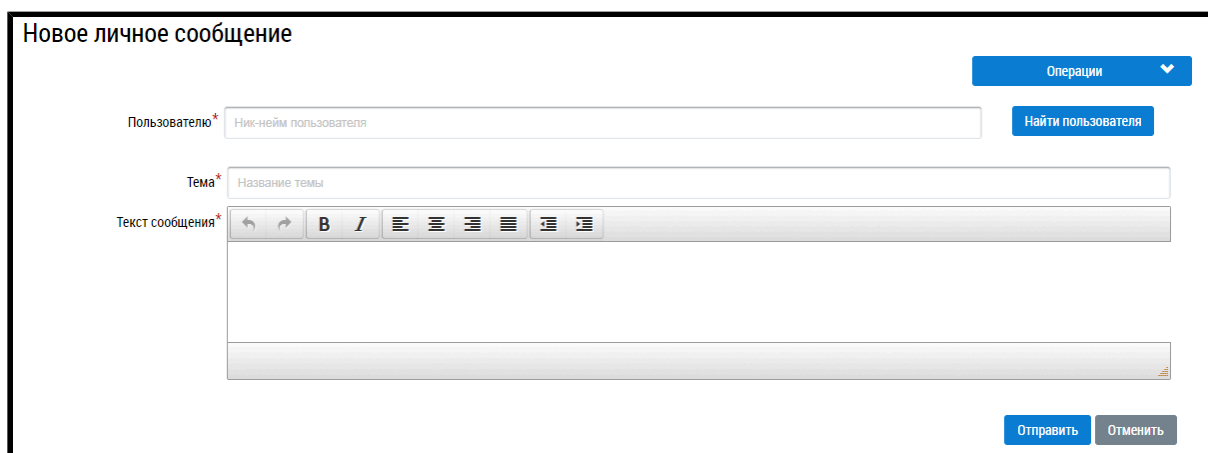 Новое личное сообщение
Операции
Пользователю* Ник-нейм пользователя Найти пользователя
Тема* Название темы
Текст сообщения* B I
Отправить Отменить